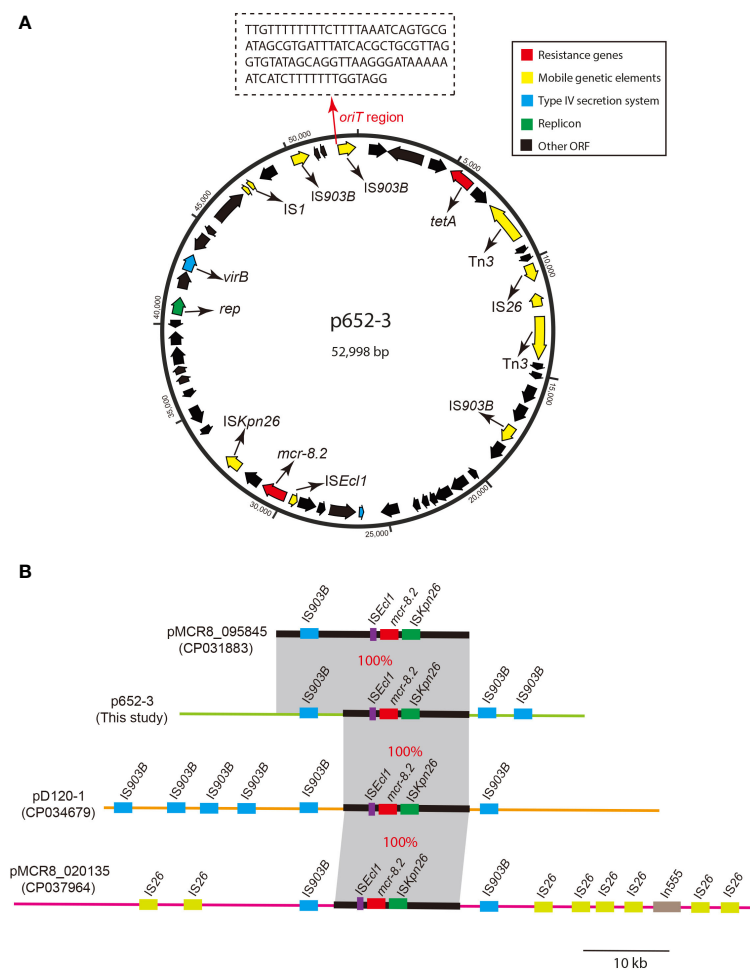 A
TTGTTTTTTTTCTTTTAAATCAGTGCG
ATAGCGTGATTTATCACGCTGCGTTAG
GTGTATAGCAGGTTAAGGGATAAAAA
ATCATCTTTTTTTGGTAGG
Resistance genes
Mobile genetic elements
Type IV secretion system
Replicon
Other ORF
oriT region
50,000
5,000
45,000
10,000
40,000
15,000
35,000
20,000
30,000
25,000
IS903B
IS903B
IS1
tetA
Tn3
virB
IS26
rep
p652-3
52,998 bp
Tn3
IS903B
ISKpn26
mcr-8.2
ISEcl1
B
IS903B
ISEcl1
mcr-8.2
ISKpn26
pMCR8_095845
(CP031883)
100%
IS903B
ISEcl1
mcr-8.2
ISKpn26
IS903B
IS903B
p652-3
(This study)
100%
IS903B
IS903B
IS903B
IS903B
IS903B
ISEcl1
mcr-8.2
ISKpn26
IS903B
pD120-1
(CP034679)
100%
pMCR8_020135
(CP037964)
IS26
IS26
IS903B
ISEcl1
mcr-8.2
ISKpn26
IS903B
IS26
IS26
IS26
IS26
In555
IS26
IS26
10 kb